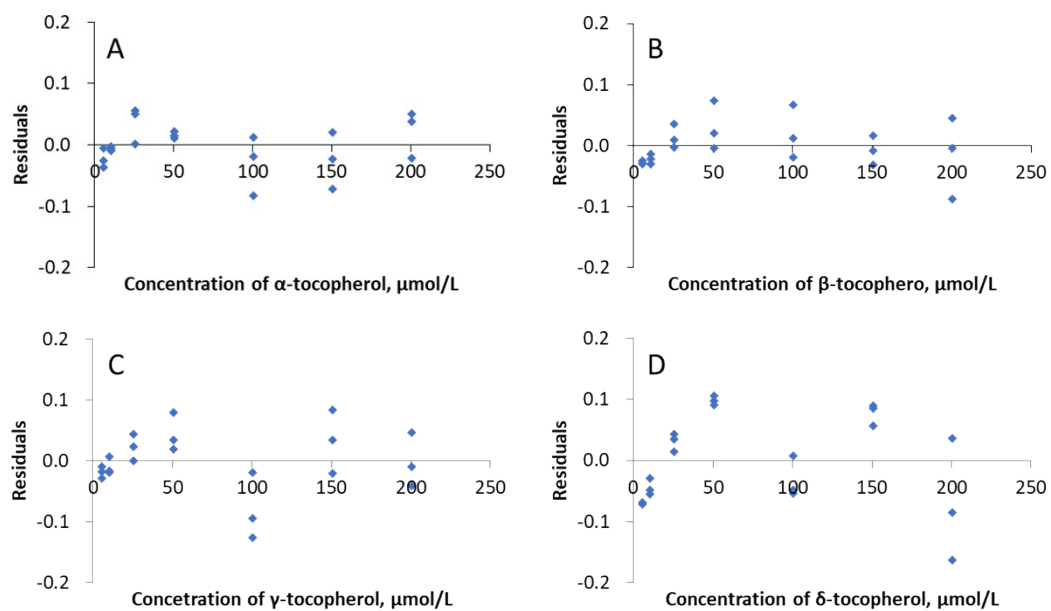 A
0.2
0.1
0.0
-0.1
-0.2
0 50 100 150 200 250
Residuals
Concentration of α-tocopherol, μmol/L
B
0.2
0.1
0.0
-0.1
-0.2
0 50 100 150 200 250
Residuals
Concentration of β-tocophero, μmol/L
C
0.2
0.1
0.0
-0.1
-0.2
0 50 100 150 200 250
Residuals
Concetration of γ-tocopherol, μmol/L
D
0.2
0.1
0.0
-0.1
-0.2
0 50 100 150 200 250
Residuals
Concentration of δ-tocopherol, μmol/L